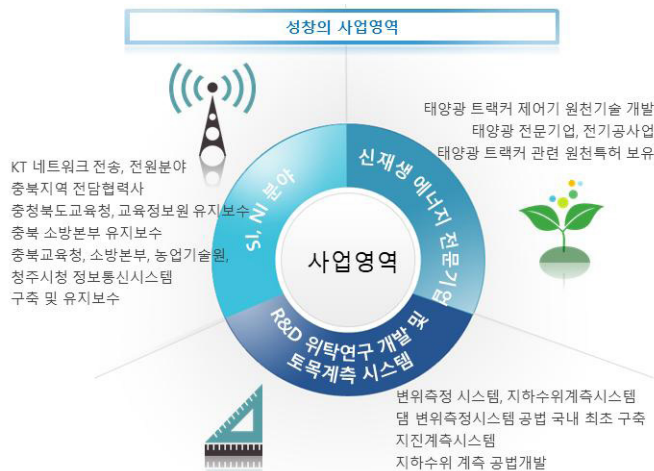 성창의 사업영역
태양광 트랙커 제어기 원천기술 개발
태양광 전문기업, 전기공사업
태양광 트랙커 관련 원천특허 보유
KT 네트워크 전송, 전원분야
충북지역 전담협력사
충청북도교육청, 교육정보원 유지보수
충북 소방본부 유지보수
충북교육청, 소방본부, 농업기술원,
청주시청 정보통신시스템
구축 및 유지보수
SI, NI 분야
신재생 에너지 전문기업
사업영역
R&D 위탁연구 개발 및
토목계측 시스템
변위측정 시스템, 지하수위계측시스템
댐 변위측정시스템 공법 국내 최초 구축
지진계측시스템
지하수위 계측 공법개발